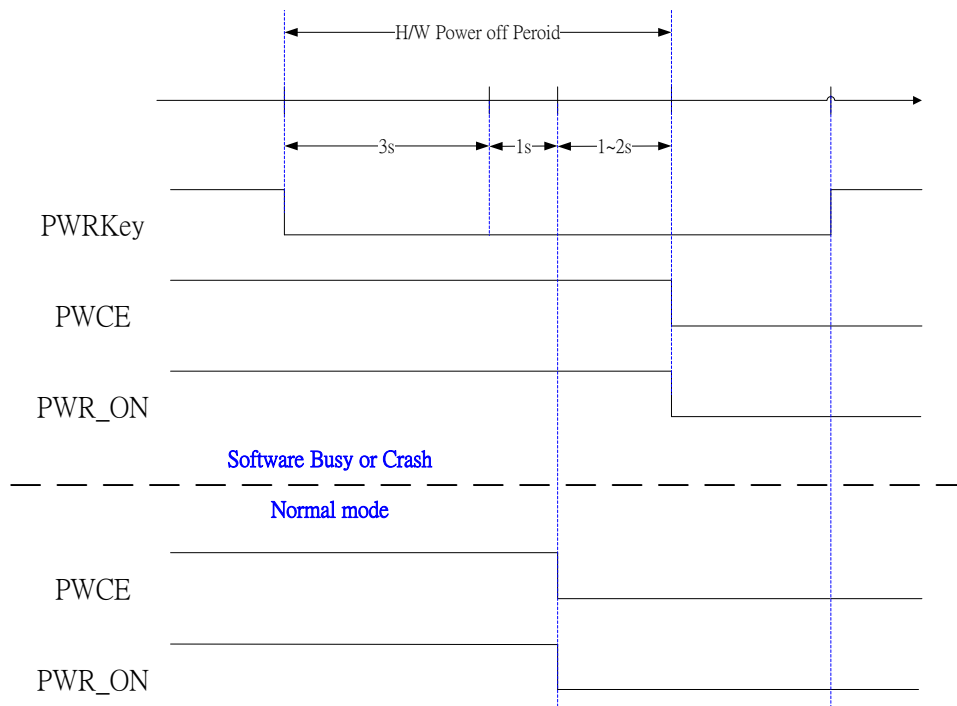 H/W Power off Peroid
3s
1s
1~2s
PWRKey
PWCE
PWR_ON
Software Busy or Crash
Normal mode
PWCE
PWR_ON